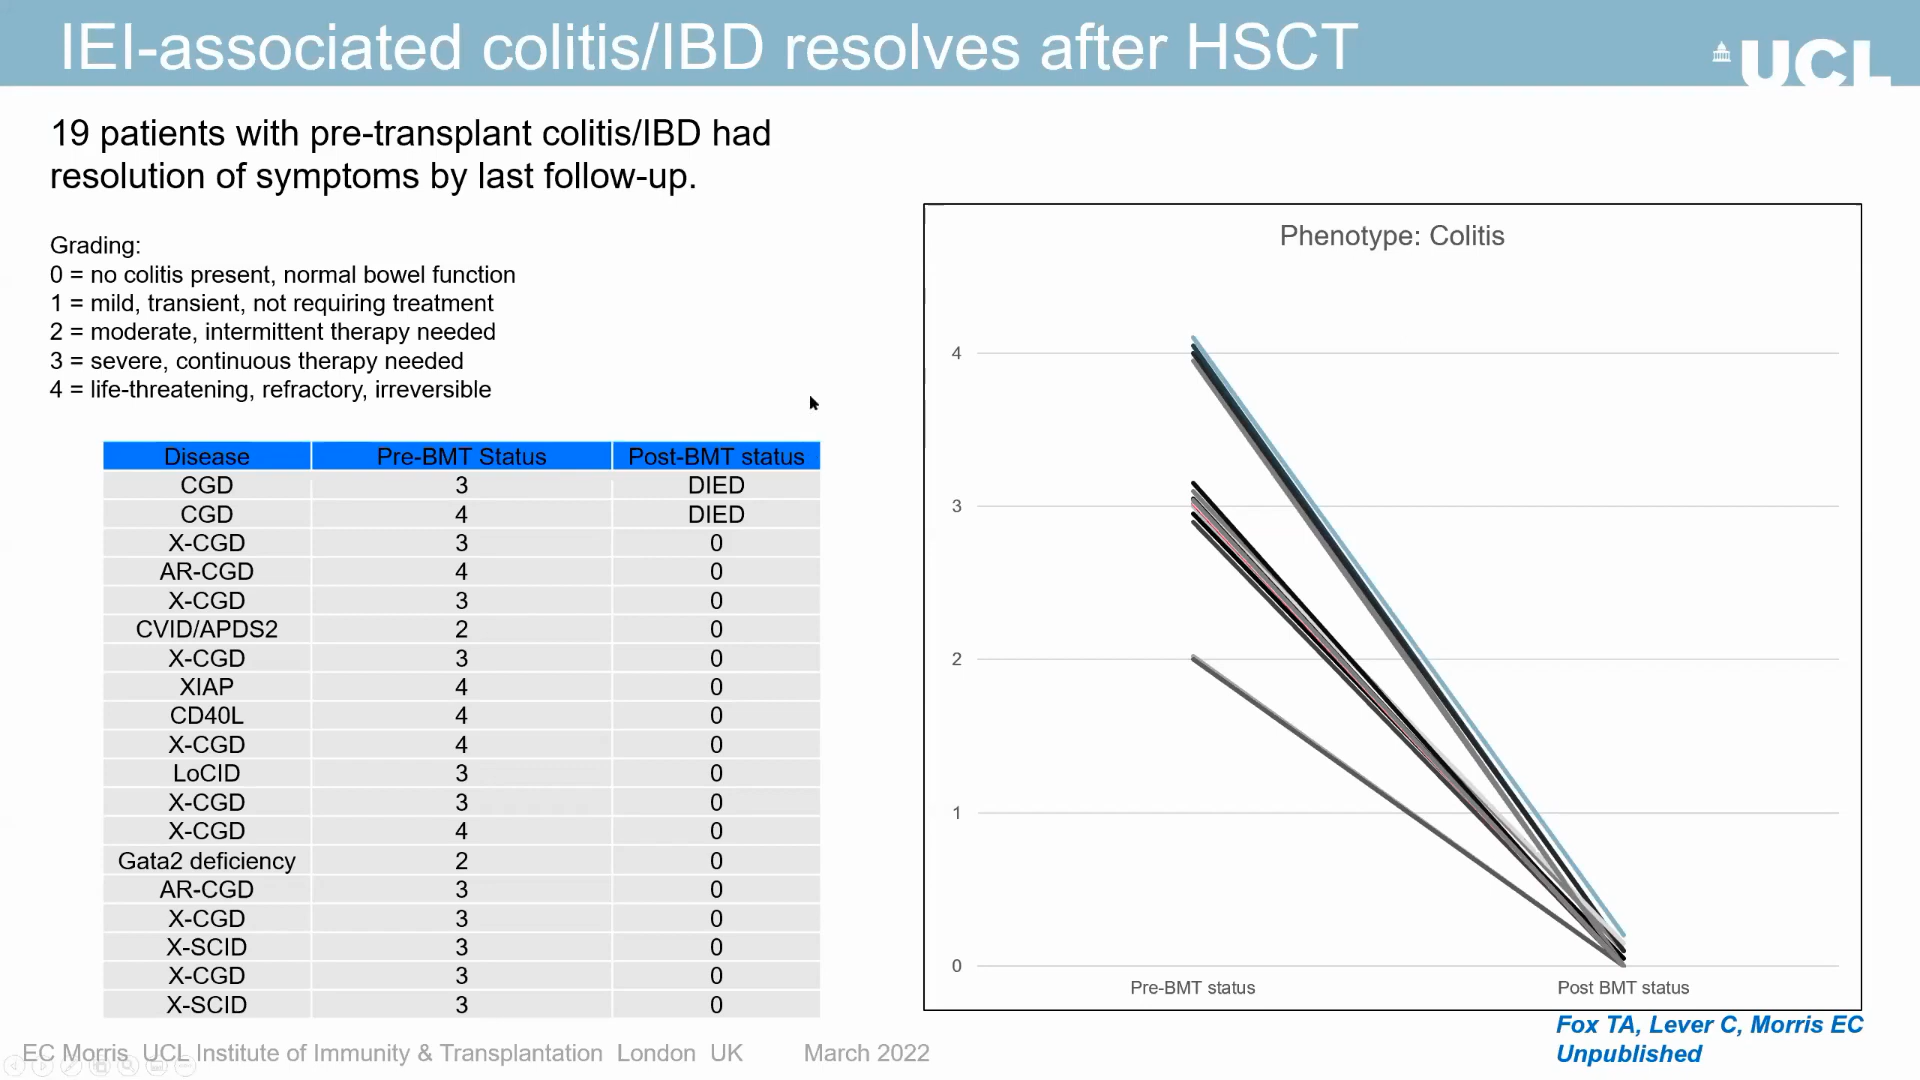 IEI-associated colitis/IBD resolves after HSCT
UCL
19 patients with pre-transplant colitis/IBD had
resolution of symptoms by last follow-up.
Grading:
0 = no colitis present, normal bowel function
1 = mild, transient, not requiring treatment
2 = moderate, intermittent therapy needed
3 = severe, continuous therapy needed
4 = life-threatening, refractory, irreversible
Disease Pre-BMT Status Post-BMT status
CGD 3 DIED
CGD 4 DIED
X-CGD 3 0
AR-CGD 4 0
X-CGD 3 0
CVID/APDS2 2 0
X-CGD 3 0
XIAP 4 0
CD40L 4 0
X-CGD 4 0
LoCID 3 0
X-CGD 3 0
X-CGD 4 0
Gata2 deficiency 2 0
AR-CGD 3 0
X-CGD 3 0
X-SCID 3 0
X-CGD 3 0
X-SCID 3 0
Phenotype: Colitis
4
3
2
1
0
Pre-BMT status Post BMT status
Fox TA, Lever C, Morris EC
Unpublished
EC Morris UCL Institute of Immunity & Transplantation London UK March 2022